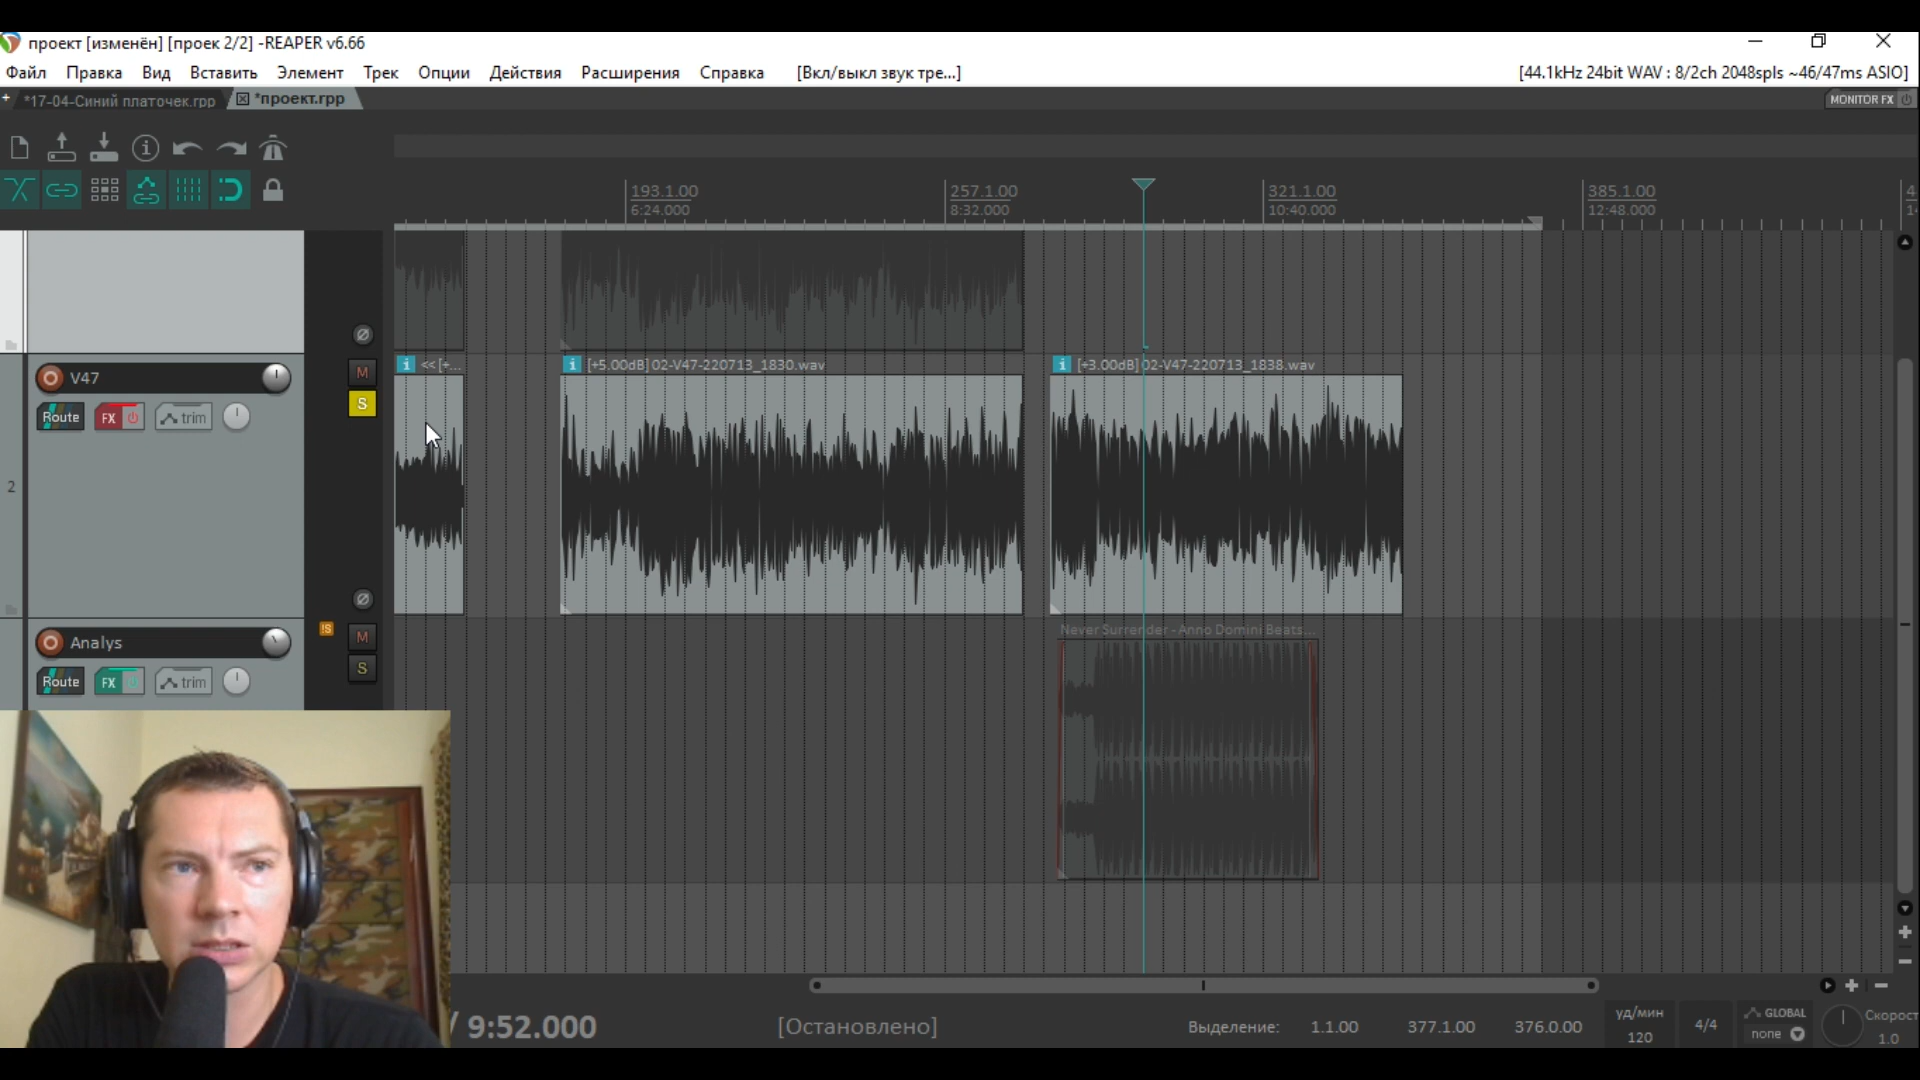 проект [изменён] [проек 2/2] -REAPER v6.66
Файл Правка Вид Вставить Элемент Трек Опции Действия Расширения Справка [Вкл/выкл звук тре...] [44.1kHz 24bit WAV : 8/2ch 2048spls ~46/47ms ASIO]
+ *17-04-Синий платочек.rpp *проект.rpp MONITOR FX
193.1.00 257.1.00 321.1.00 385.1.00
6:24.000 8:32.000 10:40.000 12:48.000
<< [+... [+5.00dB] 02-V47-220713_1830.wav [+3.00dB] 02-V47-220713_1838.wav
V47 M
S
Route FX trim
2
Analys M
S
Never Surrender - Anno Domini Beats...
Route FX trim
/ 9:52.000 [Остановлено] Выделение: 1.1.00 377.1.00 376.0.00
уд/мин
120
4/4
GLOBAL
none
Скорост
1.0